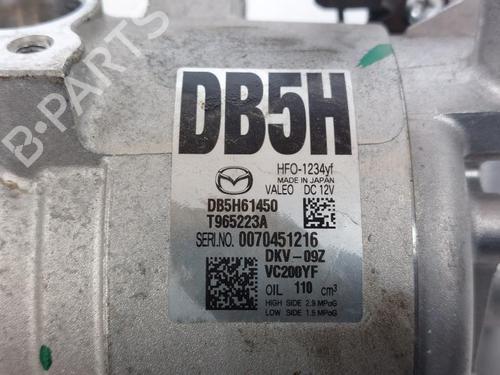 DB5H
HFO-1234yf
MADE IN JAPAN
VALEO DC 12V
DB5H61450
T965223A
SERI.NO. 0070451216
DKV-09Z
VC200YF
OIL 110 cm³
HIGH SIDE 2.9 MPaG
LOW SIDE 1.5 MPaG
B-PARTS